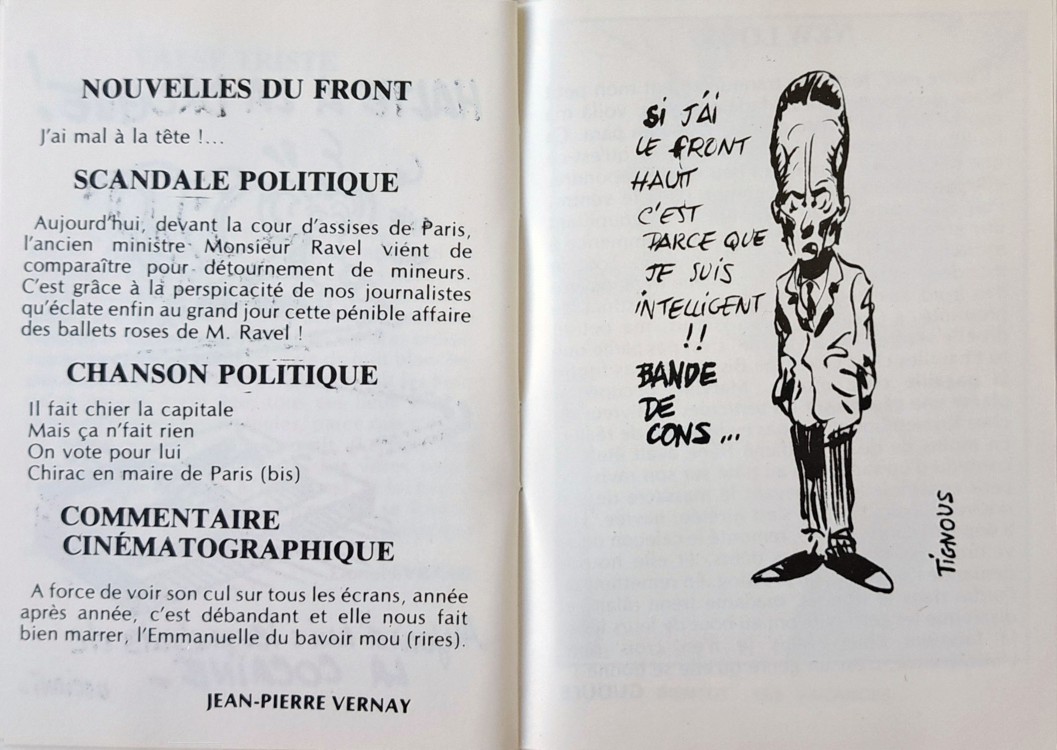 NOUVELLES DU FRONT
J'ai mal à la tête !...
SCANDALE POLITIQUE
Aujourd'hui, devant la cour d'assises de Paris,
l'ancien ministre Monsieur Ravel vient de
comparaître pour détournement de mineurs.
C'est grâce à la perspicacité de nos journalistes
qu'éclate enfin au grand jour cette pénible affaire
des ballets roses de M. Ravel !
CHANSON POLITIQUE
Il fait chier la capitale
Mais ça n'fait rien
On vote pour lui
Chirac en maire de Paris (bis)
COMMENTAIRE
CINÉMATOGRAPHIQUE
A force de voir son cul sur tous les écrans, année
après année, c'est débandant et elle nous fait
bien marrer, l'Emmanuelle du bavoir mou (rires).
JEAN-PIERRE VERNAY
SI J'AI
LE FRONT
HAUT
C'EST
PARCE QUE
JE SUIS
INTELLIGENT
!!
BANDE
DE
CONS ...
TIGNOUS